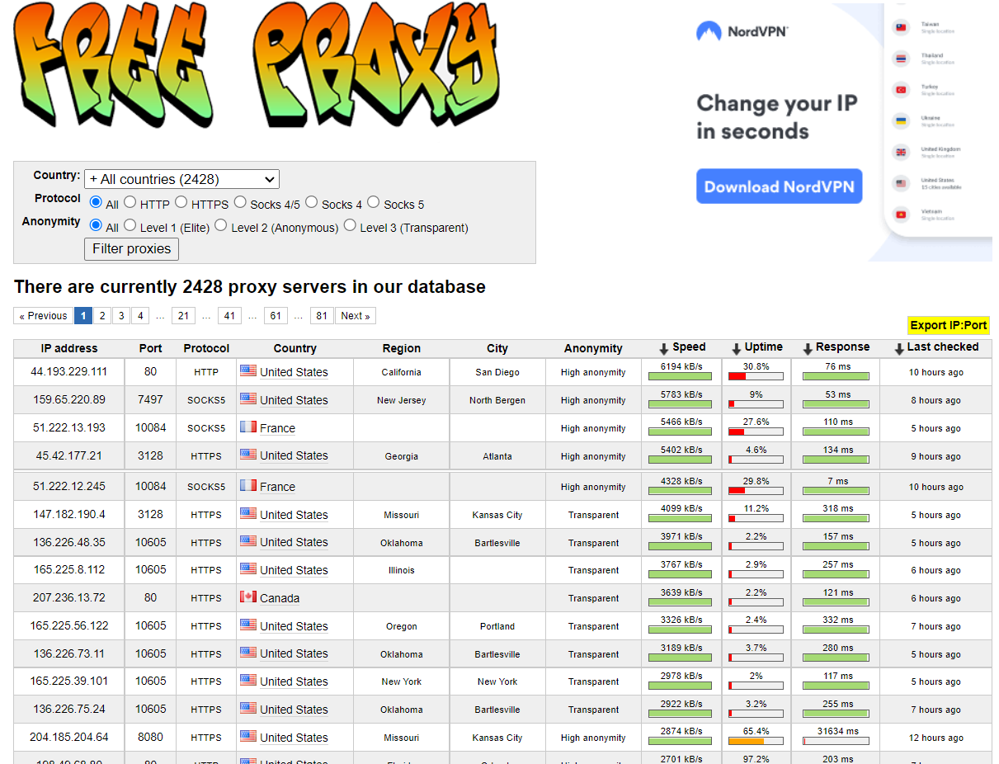 FREE PROXY
NordVPN
Change your IP
in seconds
Download NordVPN
Taiwan
Single location
Thailand
Single location
Turkey
Single location
Ukraine
Single location
United Kingdom
Single location
United States
15 cities available
Vietnam
Single location
Country: + All countries (2428)
Protocol All HTTP HTTPS Socks 4/5 Socks 4 Socks 5
Anonymity All Level 1 (Elite) Level 2 (Anonymous) Level 3 (Transparent)
Filter proxies
There are currently 2428 proxy servers in our database
« Previous 1 2 3 4 ... 21 ... 41 ... 61 ... 81 Next »
Export IP:Port
IP address Port Protocol Country Region City Anonymity Speed Uptime Response Last checked
44.193.229.111 80 HTTP United States California San Diego High anonymity 6194 kB/s 30.8% 76 ms 10 hours ago
159.65.220.89 7497 SOCKS5 United States New Jersey North Bergen High anonymity 5783 kB/s 9% 53 ms 8 hours ago
51.222.13.193 10084 SOCKS5 France High anonymity 5466 kB/s 27.6% 110 ms 5 hours ago
45.42.177.21 3128 HTTPS United States Georgia Atlanta High anonymity 5402 kB/s 4.6% 134 ms 9 hours ago
51.222.12.245 10084 SOCKS5 France High anonymity 4328 kB/s 29.8% 7 ms 10 hours ago
147.182.190.4 3128 HTTPS United States Missouri Kansas City Transparent 4099 kB/s 11.2% 318 ms 5 hours ago
136.226.48.35 10605 HTTPS United States Oklahoma Bartlesville Transparent 3971 kB/s 2.2% 157 ms 5 hours ago
165.225.8.112 10605 HTTPS United States Illinois Transparent 3767 kB/s 2.9% 257 ms 6 hours ago
207.236.13.72 80 HTTPS Canada Transparent 3639 kB/s 2.2% 121 ms 6 hours ago
165.225.56.122 10605 HTTPS United States Oregon Portland Transparent 3326 kB/s 2.4% 332 ms 7 hours ago
136.226.73.11 10605 HTTPS United States Oklahoma Bartlesville Transparent 3189 kB/s 3.7% 280 ms 5 hours ago
165.225.39.101 10605 HTTPS United States New York New York Transparent 2978 kB/s 2% 117 ms 5 hours ago
136.226.75.24 10605 HTTPS United States Oklahoma Bartlesville Transparent 2922 kB/s 3.2% 255 ms 7 hours ago
204.185.204.64 8080 HTTPS United States Missouri Kansas City High anonymity 2874 kB/s 65.4% 31634 ms 12 hours ago
80 HTTPS United States 2701 kB/s 97.2% 203 ms